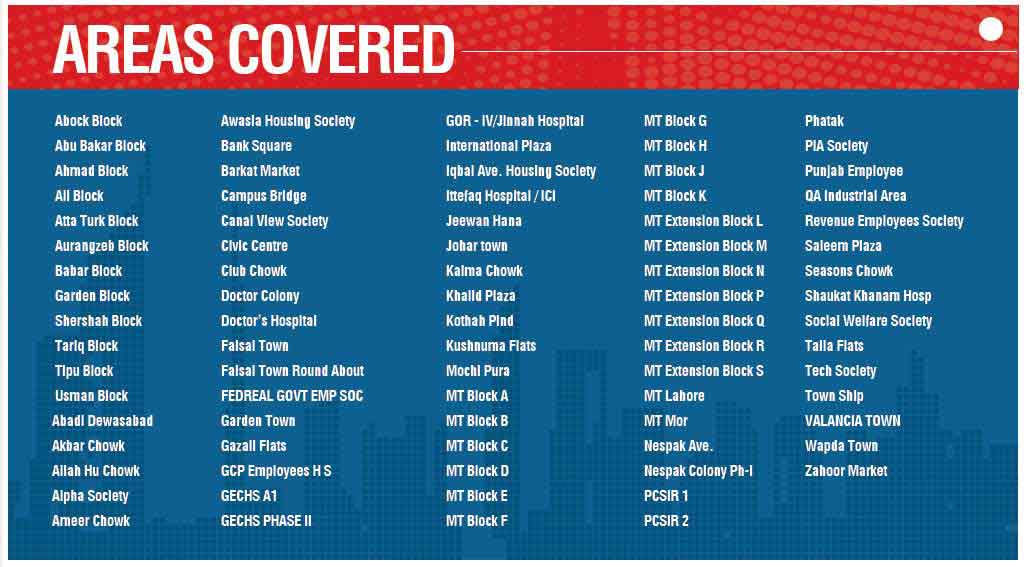 AREAS COVERED
Abock Block
Abu Bakar Block
Ahmad Block
Ali Block
Atta Turk Block
Aurangzeb Block
Babar Block
Garden Block
Shershah Block
Tariq Block
Tipu Block
Usman Block
Abadi Dewasabad
Akbar Chowk
Allah Hu Chowk
Alpha Society
Ameer Chowk
Awasia Housing Society
Bank Square
Barkat Market
Campus Bridge
Canal View Society
Civic Centre
Club Chowk
Doctor Colony
Doctor's Hospital
Faisal Town
Faisal Town Round About
FEDREAL GOVT EMP SOC
Garden Town
Gazali Flats
GCP Employees H S
GECHS A1
GECHS PHASE II
GOR - IV/Jinnah Hospital
International Plaza
Iqbal Ave. Housing Society
Ittefaq Hospital / ICI
Jeewan Hana
Johar town
Kalma Chowk
Khalid Plaza
Kothah Pind
Kushnuma Flats
Mochi Pura
MT Block A
MT Block B
MT Block C
MT Block D
MT Block E
MT Block F
MT Block G
MT Block H
MT Block J
MT Block K
MT Extension Block L
MT Extension Block M
MT Extension Block N
MT Extension Block P
MT Extension Block Q
MT Extension Block R
MT Extension Block S
MT Lahore
MT Mor
Nespak Ave.
Nespak Colony Ph-I
PCSIR 1
PCSIR 2
Phatak
PIA Society
Punjab Employee
QA Industrial Area
Revenue Employees Society
Saleem Plaza
Seasons Chowk
Shaukat Khanam Hosp
Social Welfare Society
Talla Flats
Tech Society
Town Ship
VALANCIA TOWN
Wapda Town
Zahoor Market